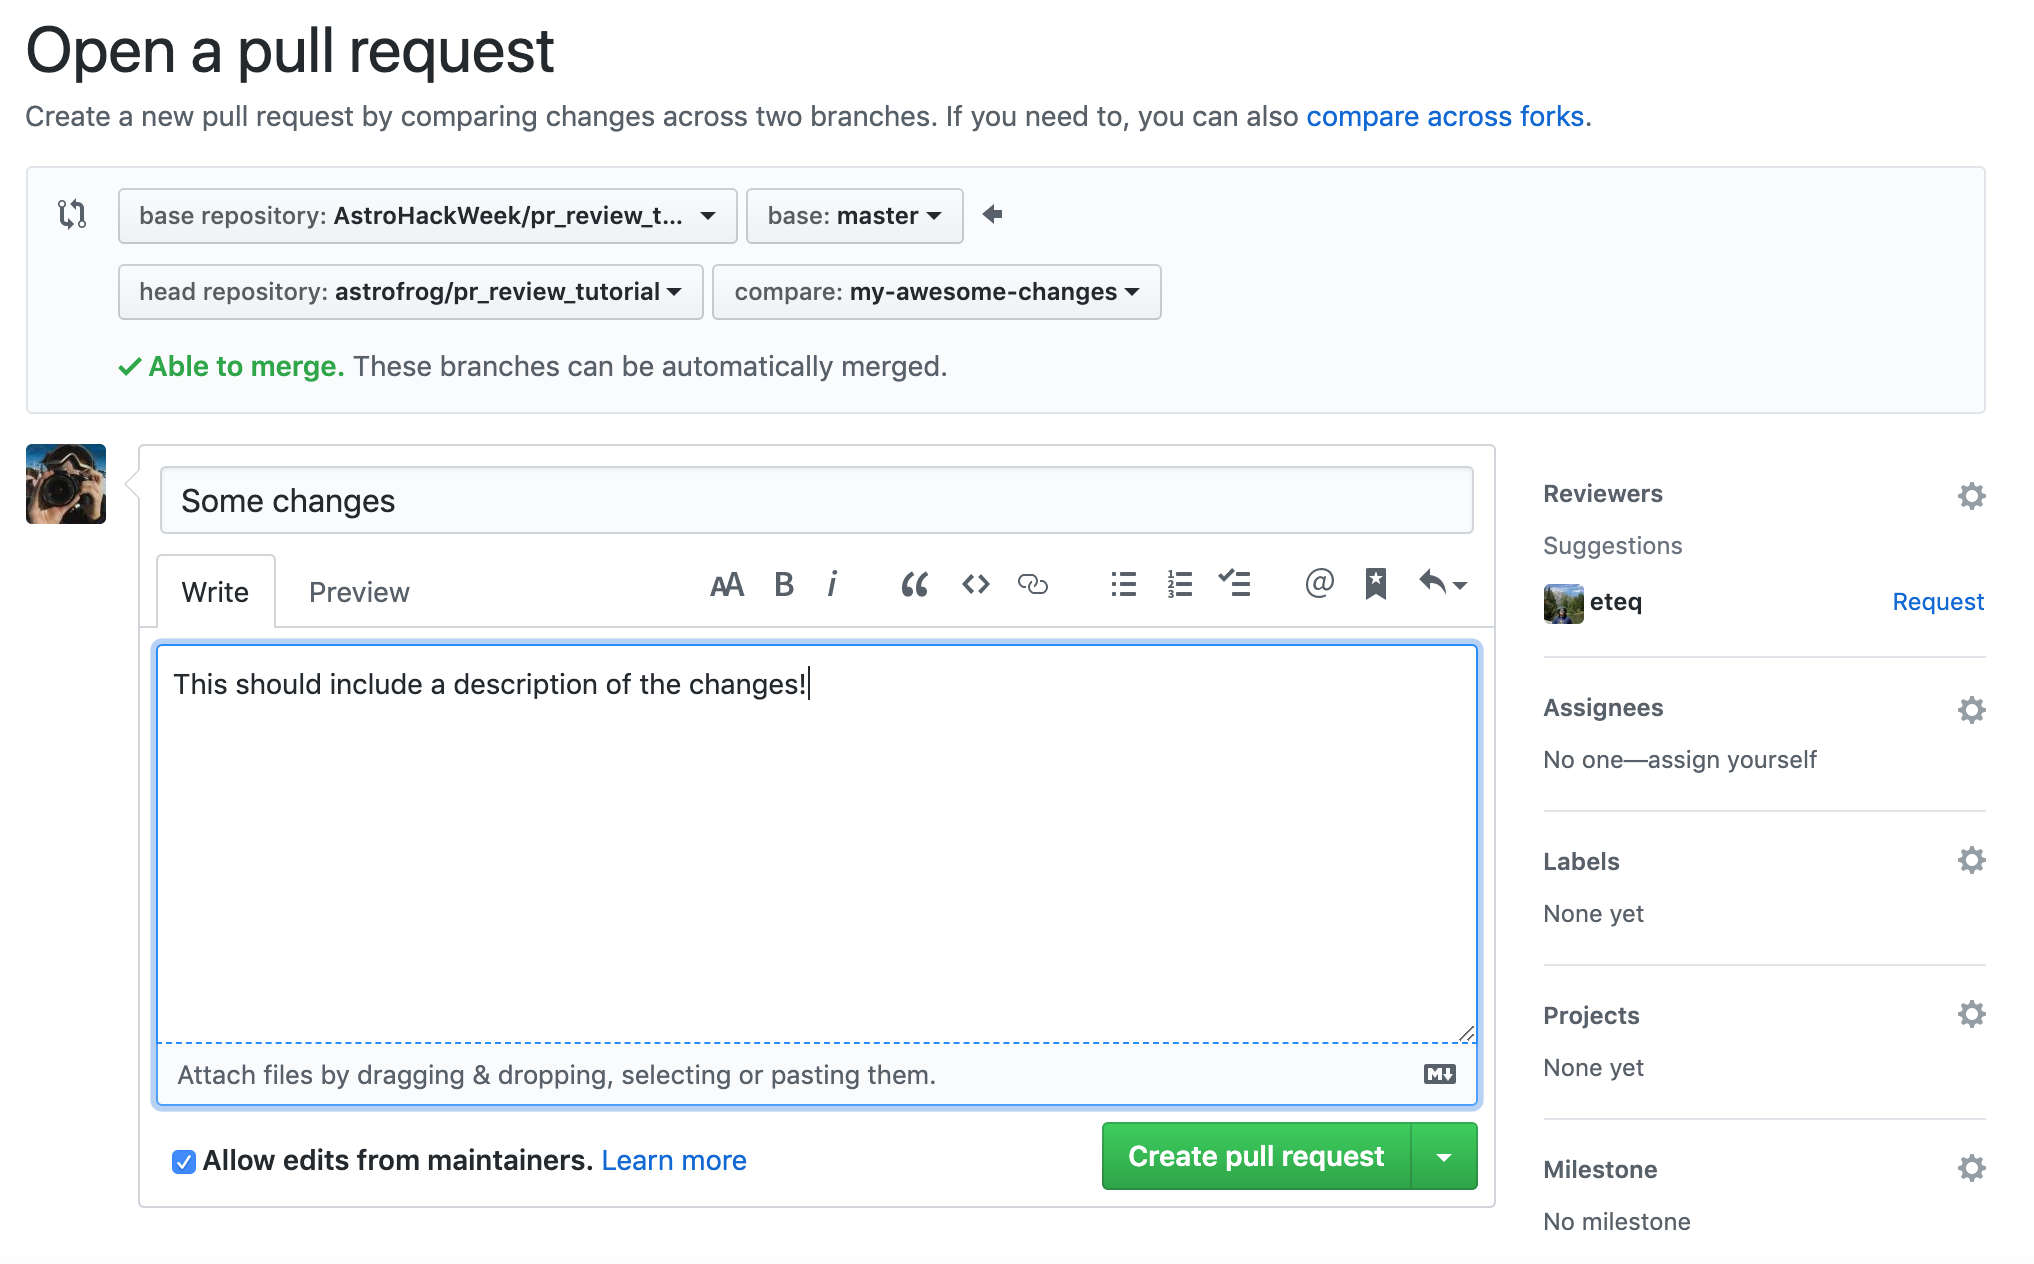 Open a pull request
Create a new pull request by comparing changes across two branches. If you need to, you can also compare across forks.
base repository: AstroHackWeek/pr_review_t... base: master
head repository: astrofrog/pr_review_tutorial compare: my-awesome-changes
Able to merge. These branches can be automatically merged.
Some changes
Write Preview AA B i
This should include a description of the changes!
Attach files by dragging & dropping, selecting or pasting them.
Allow edits from maintainers. Learn more Create pull request
Reviewers
Suggestions
eteq Request
Assignees
No one—assign yourself
Labels
None yet
Projects
None yet
Milestone
No milestone